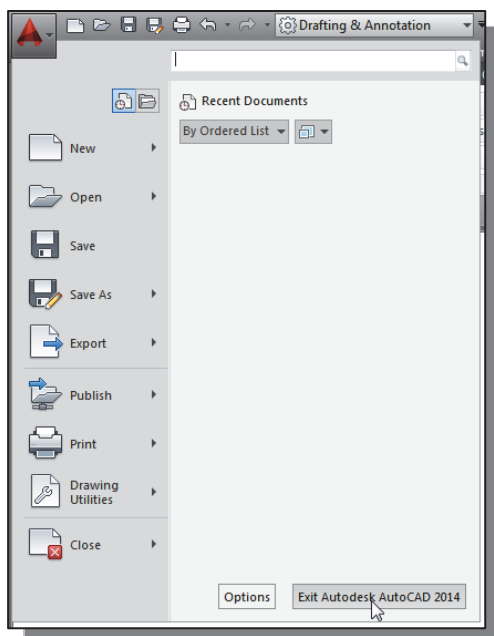 Drafting & Annotation
Recent Documents
By Ordered List
New
Open
Save
Save As
Export
Publish
Print
Drawing
Utilities
Close
Options
Exit Autodesk AutoCAD 2014